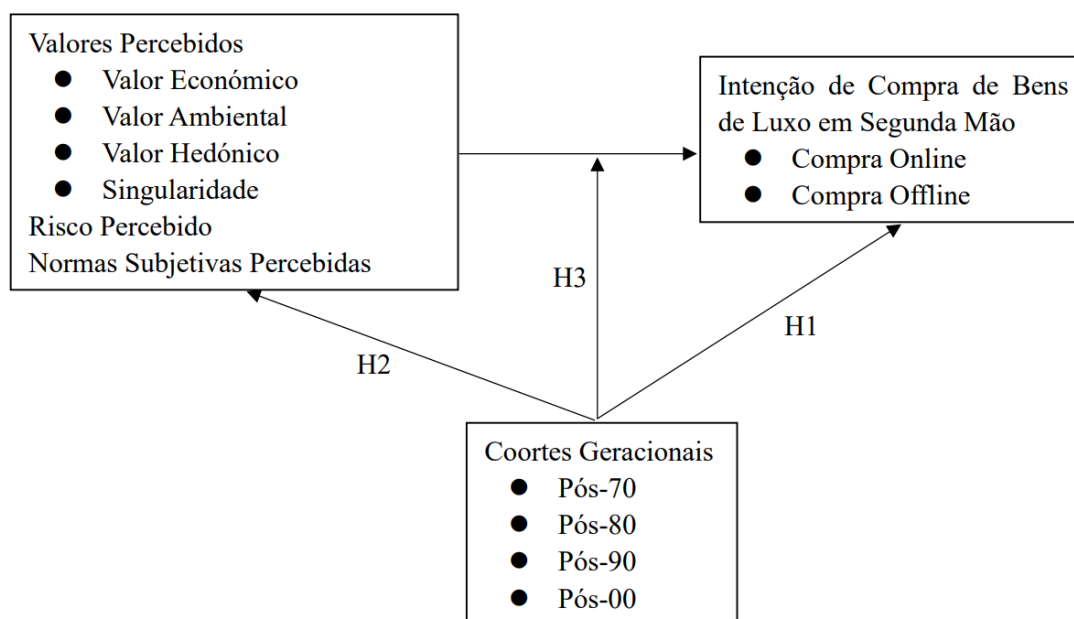 Valores Percebidos
● Valor Económico
● Valor Ambiental
● Valor Hedónico
● Singularidade
Risco Percebido
Normas Subjetivas Percebidas
Intenção de Compra de Bens
de Luxo em Segunda Mão
● Compra Online
● Compra Offline
H3
H1
H2
Coortes Geracionais
● Pós-70
● Pós-80
● Pós-90
● Pós-00